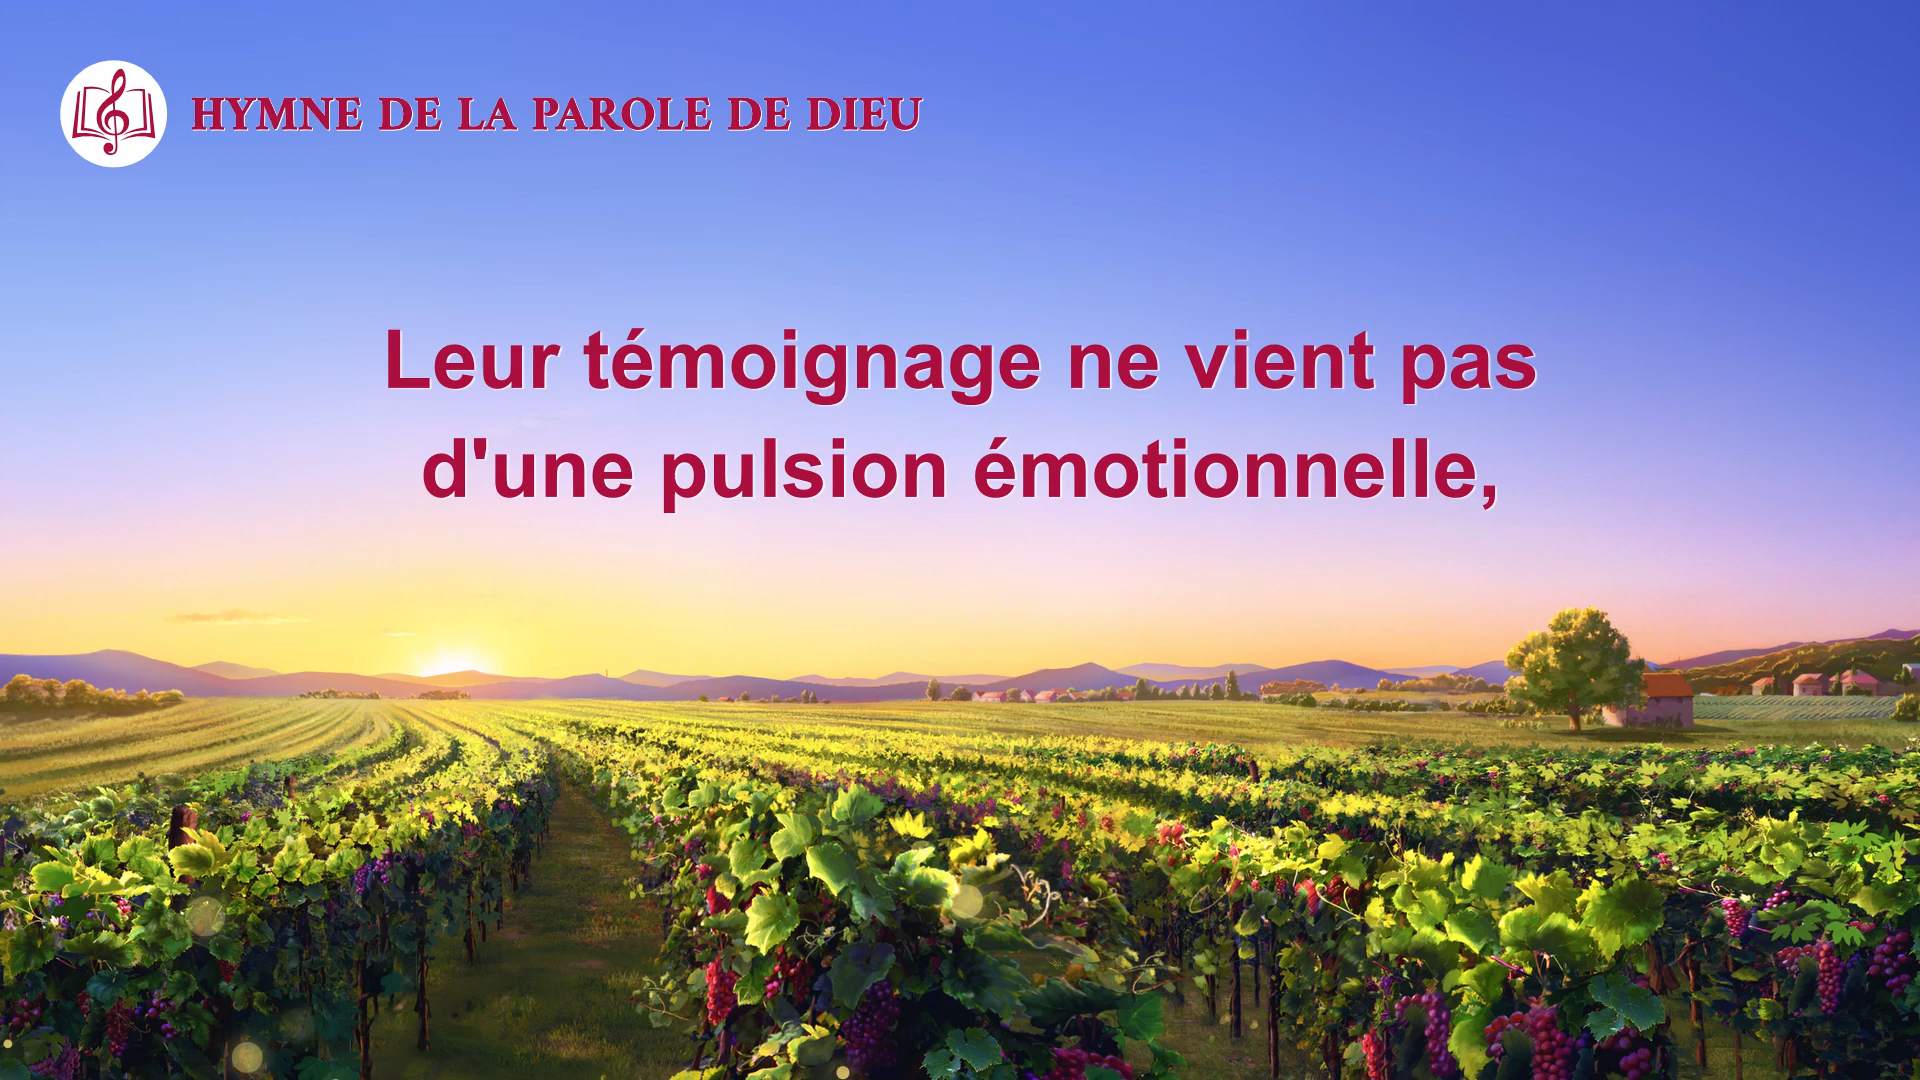 HYMNE DE LA PAROLE DE DIEU
Leur témoignage ne vient pas
d'une pulsion émotionnelle,